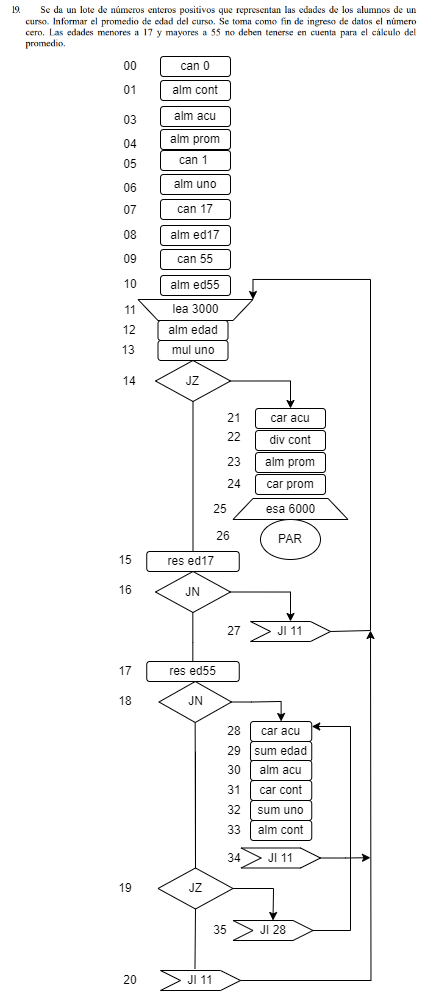 19. Se da un lote de números enteros positivos que representan las edades de los alumnos de un
curso. Informar el promedio de edad del curso. Se toma como fin de ingreso de datos el número
cero. Las edades menores a 17 y mayores a 55 no deben tenerse en cuenta para el cálculo del
promedio.
00 can 0
01 alm cont
03 alm acu
04 alm prom
05 can 1
06 alm uno
07 can 17
08 alm ed17
09 can 55
10 alm ed55
11 lea 3000
12 alm edad
13 mul uno
14 JZ
21 car acu
22 div cont
23 alm prom
24 car prom
25 esa 6000
26 PAR
15 res ed17
16 JN
27 JI 11
17 res ed55
18 JN
28 car acu
29 sum edad
30 alm acu
31 car cont
32 sum uno
33 alm cont
34 JI 11
19 JZ
35 JI 28
20 JI 11